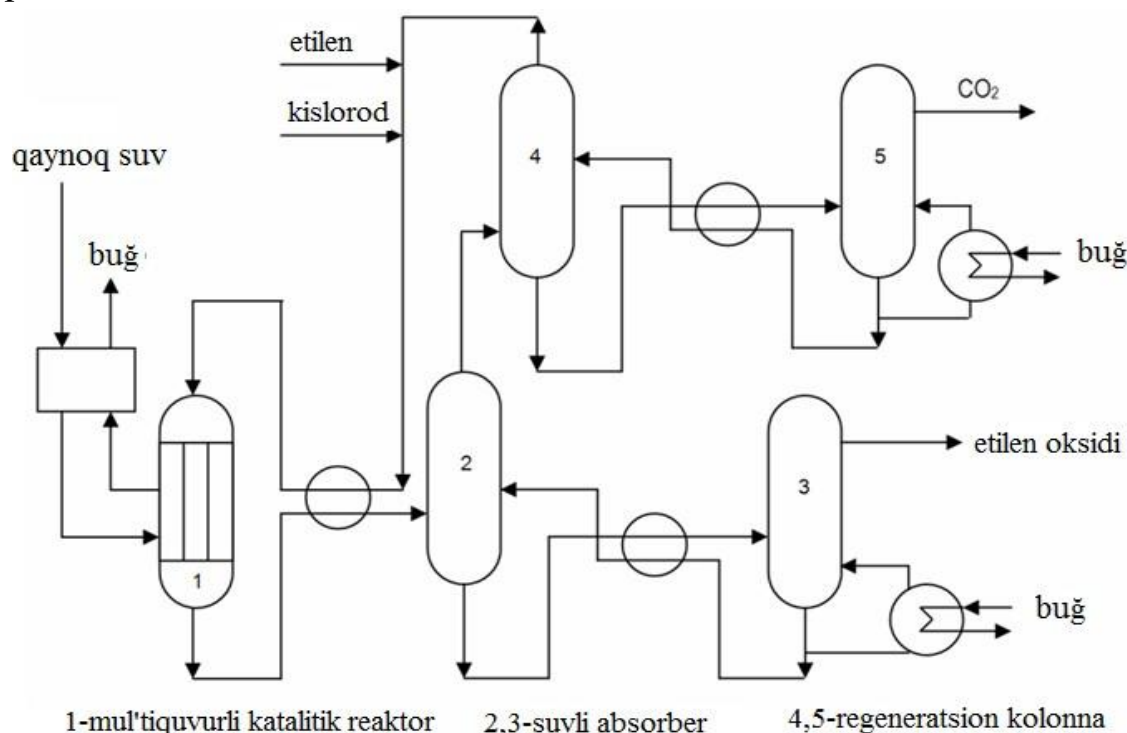 etilen
kislorod
CO₂
qaynoq suv
4
5
buğ
buğ
etilen oksidi
2
3
1
buğ
1-mul'tiquvurli katalitik reaktor
2,3-suvli absorber
4,5-regeneratsion kolonna